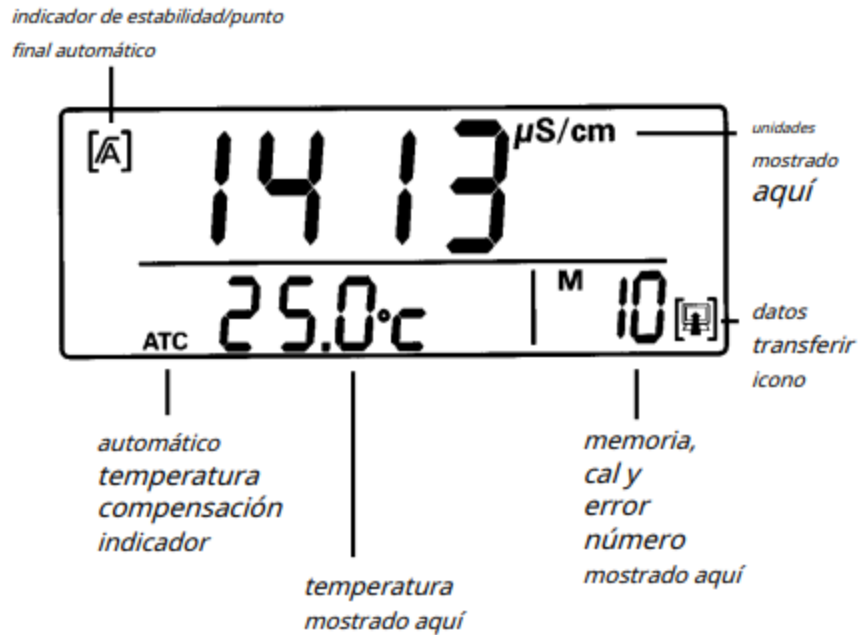 indicador de estabilidad/punto
final automático
[A]
1413 µS/cm
unidades
mostrado
aquí
ATC 25.0°C
M 10
datos
transferir
icono
automático
temperatura
compensación
indicador
memoria,
cal y
error
número
mostrado aquí
temperatura
mostrado aquí